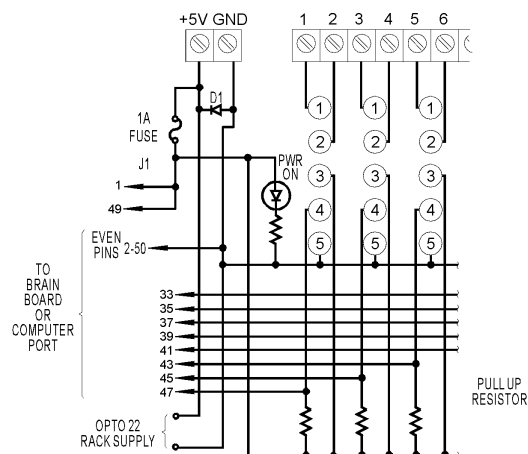 +5V GND 1 2 3 4 5 6
D1
1A
FUSE
1 1 1
2 2 2
J1
PWR
ON
3 3 3
1
4 4 4
49
EVEN
PINS 2-50
5 5 5
TO
BRAIN
BOARD
OR
COMPUTER
PORT
33
35
37
39
41
43
45
47
PULL UP
RESISTOR
OPTO 22
RACK SUPPLY